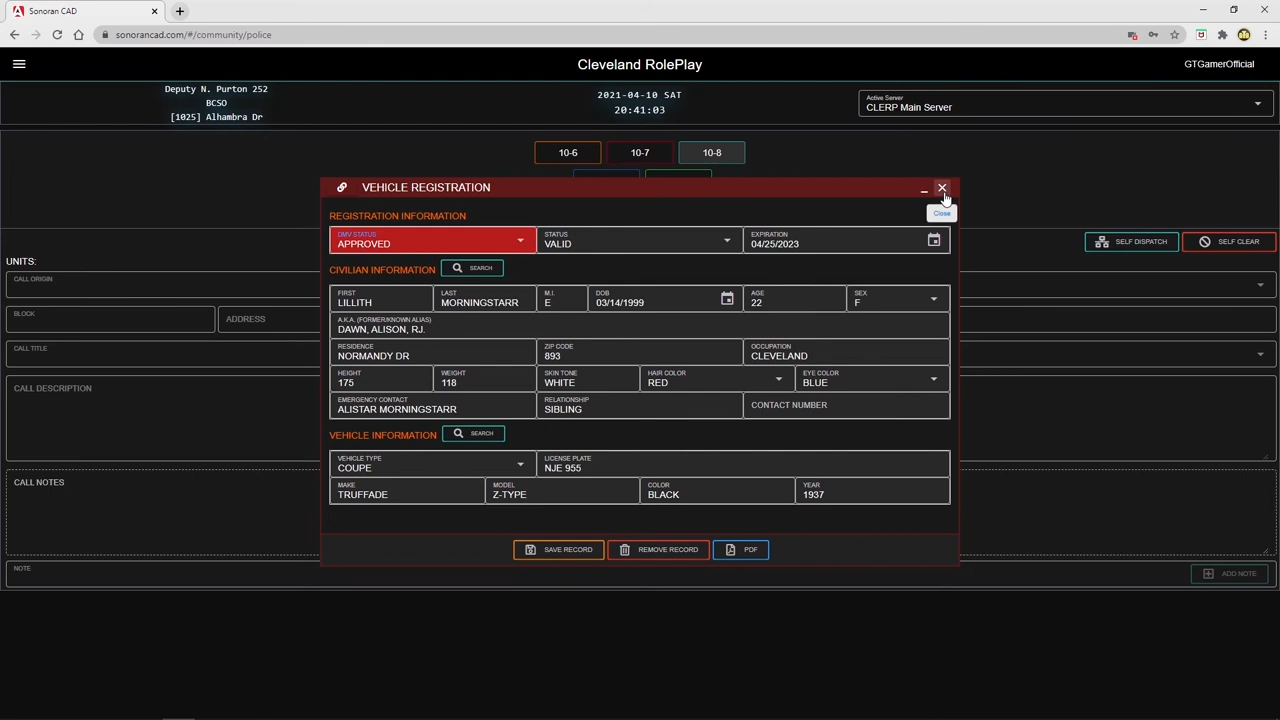 Sonoran CAD
sonorancad.com/#/community/police
Cleveland RolePlay
GTGamerOfficial
Deputy N. Purton 252
BCSO
[1025] Alhambra Dr
2021-04-10 SAT
20:41:03
Active Server
CLERP Main Server
10-6
10-7
10-8
VEHICLE REGISTRATION
Close
REGISTRATION INFORMATION
DMV STATUS
APPROVED
STATUS
VALID
EXPIRATION
04/25/2023
SELF DISPATCH
SELF CLEAR
UNITS:
CALL ORIGIN
BLOCK
ADDRESS
CALL TITLE
CALL DESCRIPTION
CALL NOTES
NOTE
ADD NOTE
CIVILIAN INFORMATION
SEARCH
FIRST
LILLITH
LAST
MORNINGSTARR
M.I.
E
DOB
03/14/1999
AGE
22
SEX
F
A.K.A. (FORMER/KNOWN ALIAS)
DAWN, ALISON, RJ.
RESIDENCE
NORMANDY DR
ZIP CODE
893
OCCUPATION
CLEVELAND
HEIGHT
175
WEIGHT
118
SKIN TONE
WHITE
HAIR COLOR
RED
EYE COLOR
BLUE
EMERGENCY CONTACT
ALISTAR MORNINGSTARR
RELATIONSHIP
SIBLING
CONTACT NUMBER
VEHICLE INFORMATION
SEARCH
VEHICLE TYPE
COUPE
LICENSE PLATE
NJE 955
MAKE
TRUFFADE
MODEL
Z-TYPE
COLOR
BLACK
YEAR
1937
SAVE RECORD
REMOVE RECORD
PDF